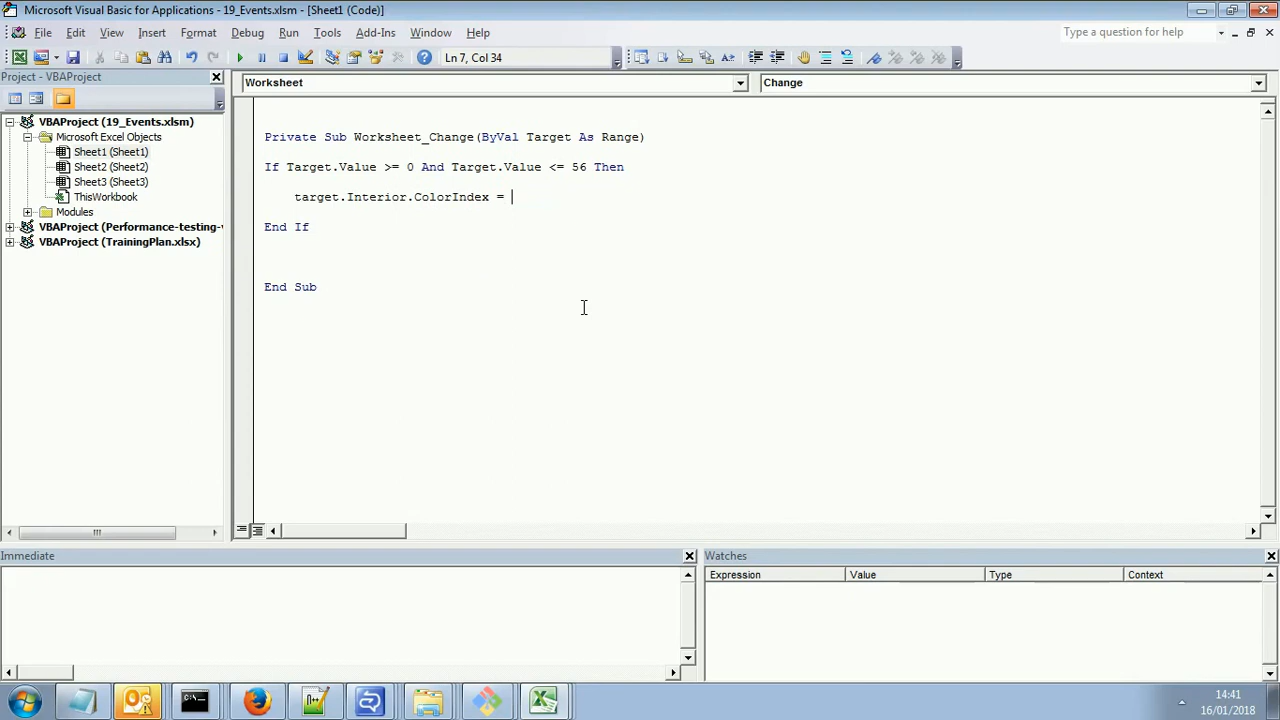 Microsoft Visual Basic for Applications - 19_Events.xlsm - [Sheet1 (Code)]
File Edit View Insert Format Debug Run Tools Add-Ins Window Help
Type a question for help
Ln 7, Col 34
Project - VBAProject
Worksheet
Change
VBAProject (19_Events.xlsm)
Microsoft Excel Objects
Sheet1 (Sheet1)
Sheet2 (Sheet2)
Sheet3 (Sheet3)
ThisWorkbook
Modules
VBAProject (Performance-testing-
VBAProject (TrainingPlan.xlsx)
Private Sub Worksheet_Change(ByVal Target As Range)
If Target.Value >= 0 And Target.Value <= 56 Then
target.Interior.ColorIndex =
End If
End Sub
Immediate
Watches
Expression Value Type Context
14:41
16/01/2018